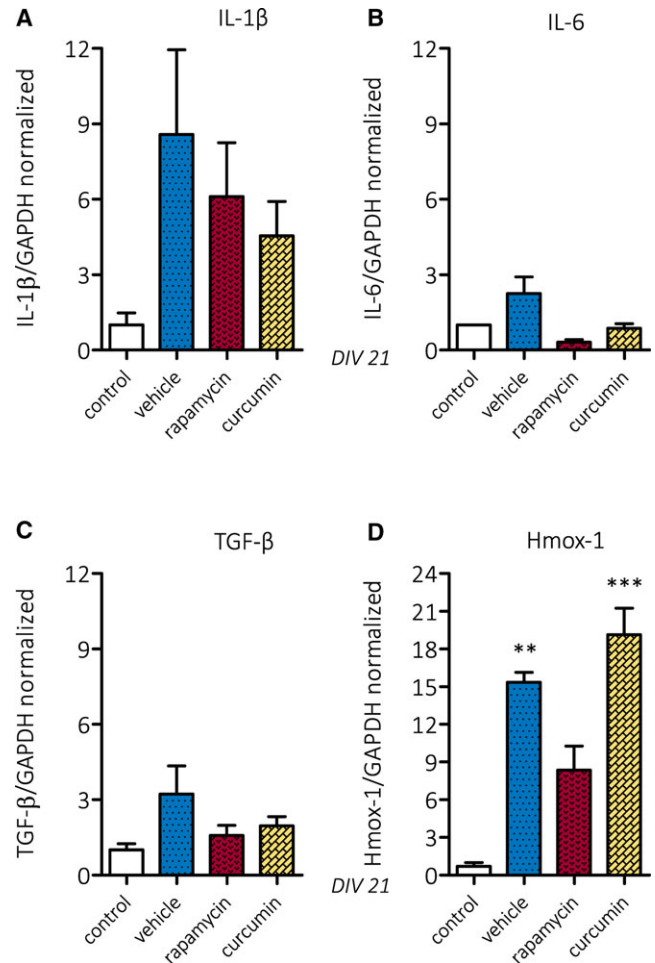 A
IL-1β
IL-1β/GAPDH normalized
12
9
6
3
0
control
vehicle
rapamycin
curcumin
DIV 21
B
IL-6
IL-6/GAPDH normalized
12
9
6
3
0
control
vehicle
rapamycin
curcumin
C
TGF-β
TGF-β/GAPDH normalized
12
9
6
3
0
control
vehicle
rapamycin
curcumin
DIV 21
D
Hmox-1
Hmox-1/GAPDH normalized
24
21
18
15
12
9
6
3
0
**
***
control
vehicle
rapamycin
curcumin